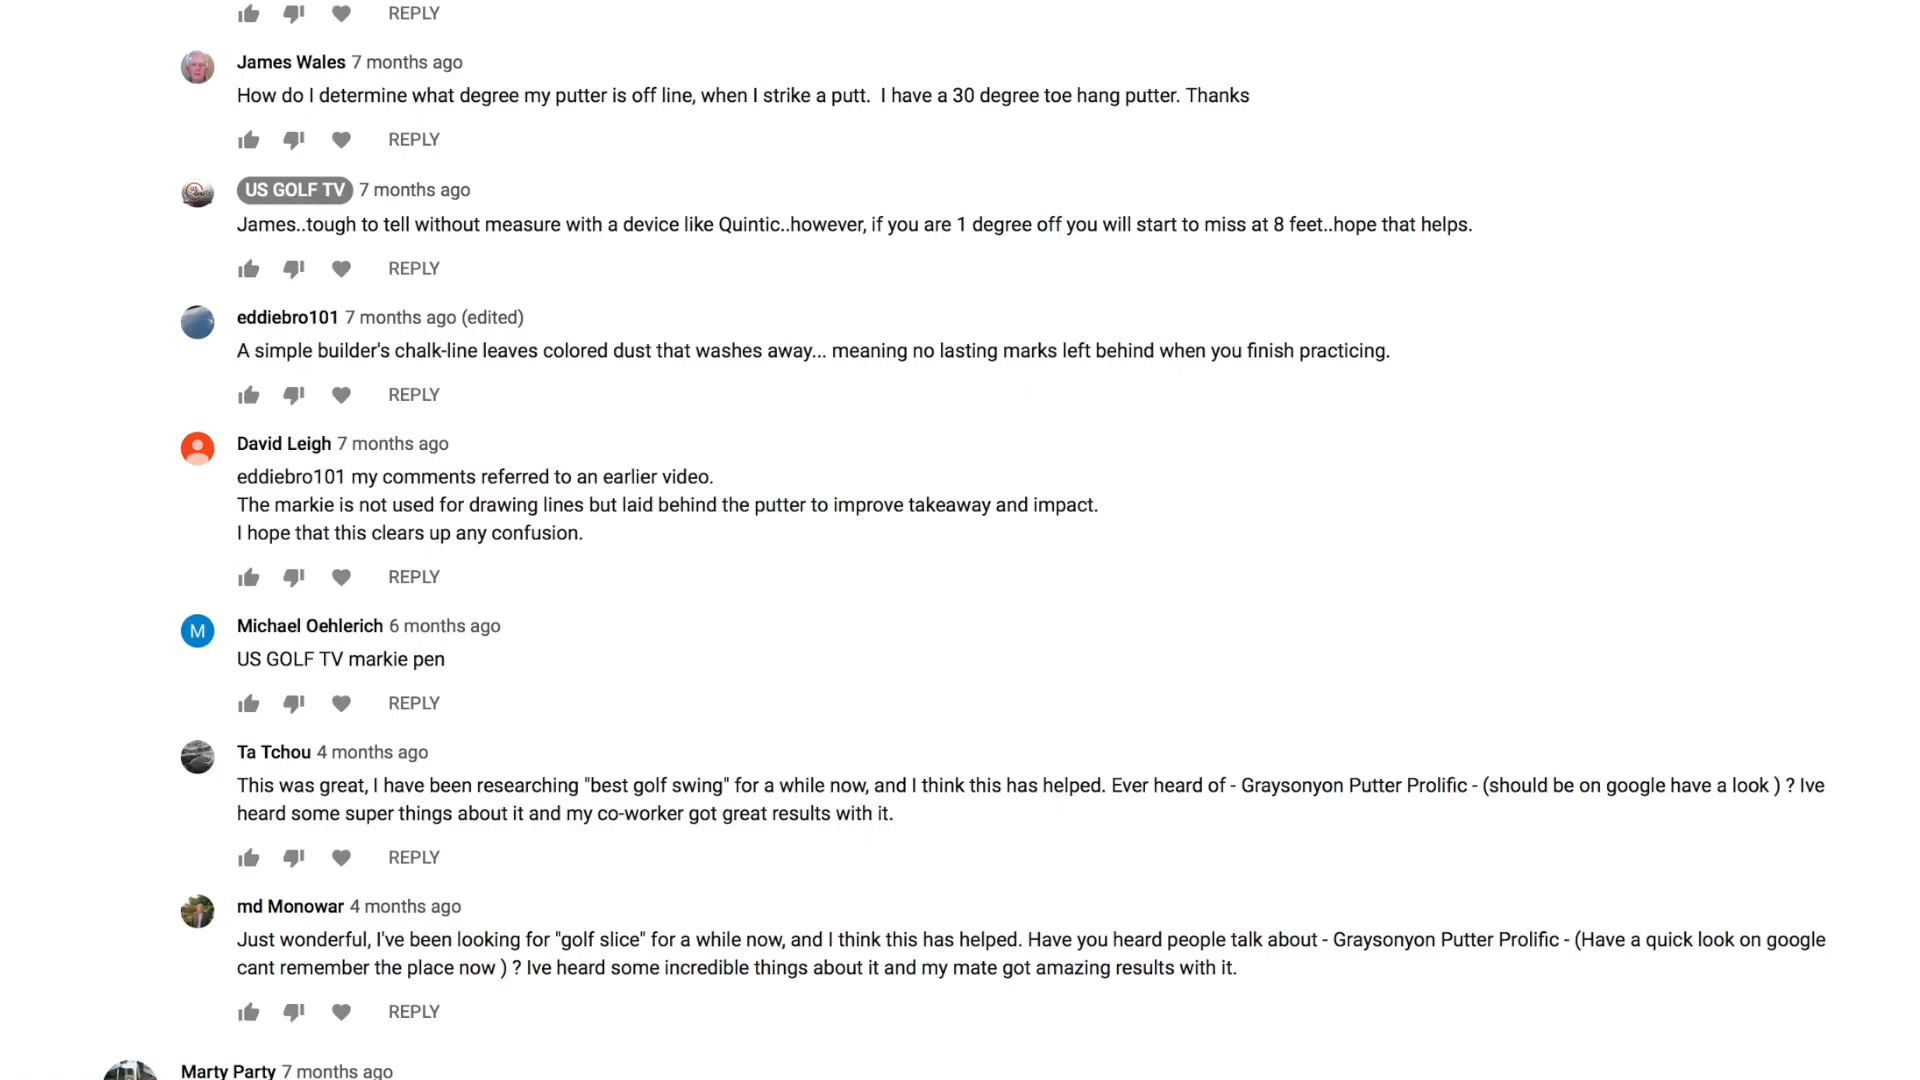 REPLY
James Wales 7 months ago
How do I determine what degree my putter is off line, when I strike a putt.  I have a 30 degree toe hang putter. Thanks
REPLY
US GOLF TV 7 months ago
James..tough to tell without measure with a device like Quintic..however, if you are 1 degree off you will start to miss at 8 feet..hope that helps.
REPLY
eddiebro101 7 months ago (edited)
A simple builder's chalk-line leaves colored dust that washes away... meaning no lasting marks left behind when you finish practicing.
REPLY
David Leigh 7 months ago
eddiebro101 my comments referred to an earlier video.
The markie is not used for drawing lines but laid behind the putter to improve takeaway and impact.
I hope that this clears up any confusion.
REPLY
M
Michael Oehlerich 6 months ago
US GOLF TV markie pen
REPLY
Ta Tchou 4 months ago
This was great, I have been researching "best golf swing" for a while now, and I think this has helped. Ever heard of - Graysonyon Putter Prolific - (should be on google have a look ) ? Ive
heard some super things about it and my co-worker got great results with it.
REPLY
md Monowar 4 months ago
Just wonderful, I've been looking for "golf slice" for a while now, and I think this has helped. Have you heard people talk about - Graysonyon Putter Prolific - (Have a quick look on google
cant remember the place now ) ? Ive heard some incredible things about it and my mate got amazing results with it.
REPLY
Marty Party 7 months ago